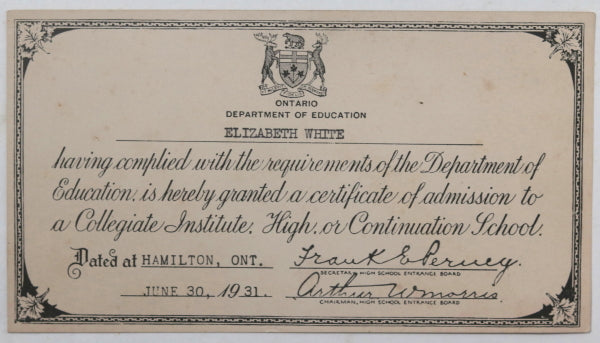 ONTARIO
DEPARTMENT OF EDUCATION
ELIZABETH WHITE
having complied with the requirements of the Department of
Education, is hereby granted a certificate of admission to
a Collegiate Institute, High, or Continuation School.
Dated at HAMILTON, ONT. Frank E. Perney.
SECRETARY, HIGH SCHOOL ENTRANCE BOARD
JUNE 30, 1931. Arthur W Morris
CHAIRMAN, HIGH SCHOOL ENTRANCE BOARD